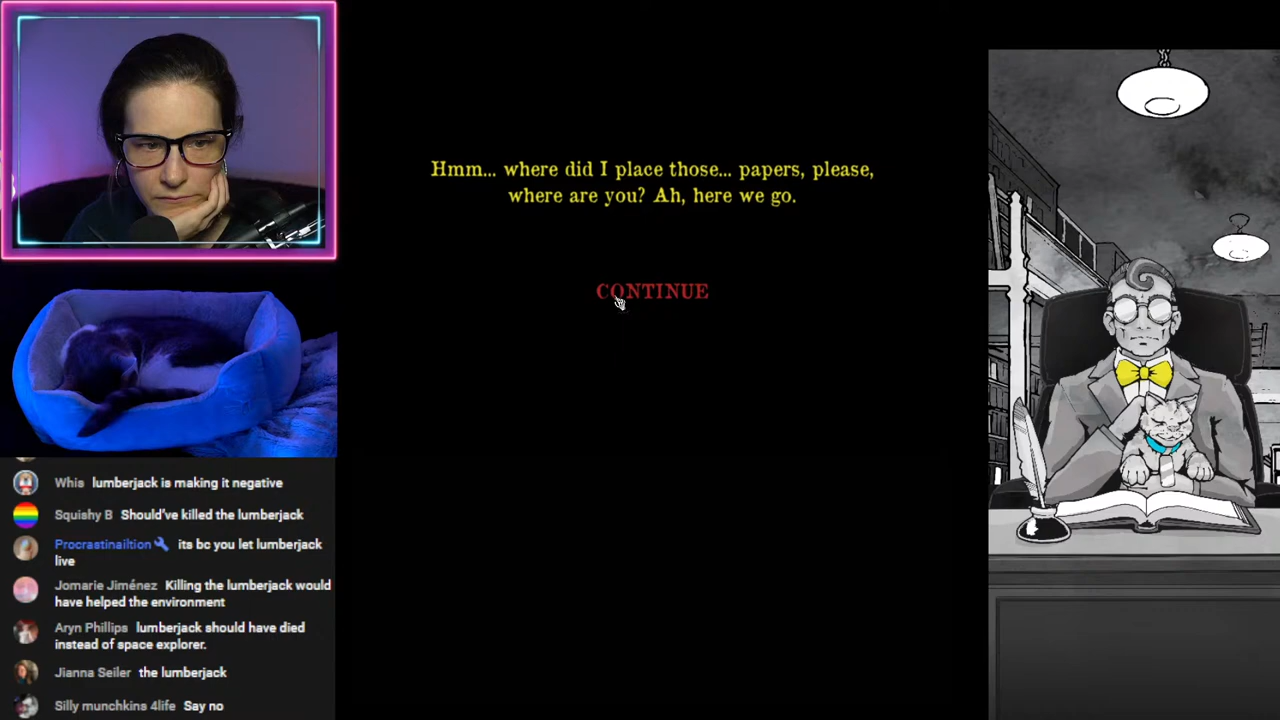 Hmm... where did I place those... papers, please,
where are you? Ah, here we go.
CONTINUE
Whis lumberjack is making it negative
Squishy B Should've killed the lumberjack
Procrastinailtion its bc you let lumberjack
live
Jomarie Jiménez Killing the lumberjack would
have helped the environment
Aryn Phillips lumberjack should have died
instead of space explorer.
Jianna Seiler the lumberjack
Silly munchkins 4life Say no